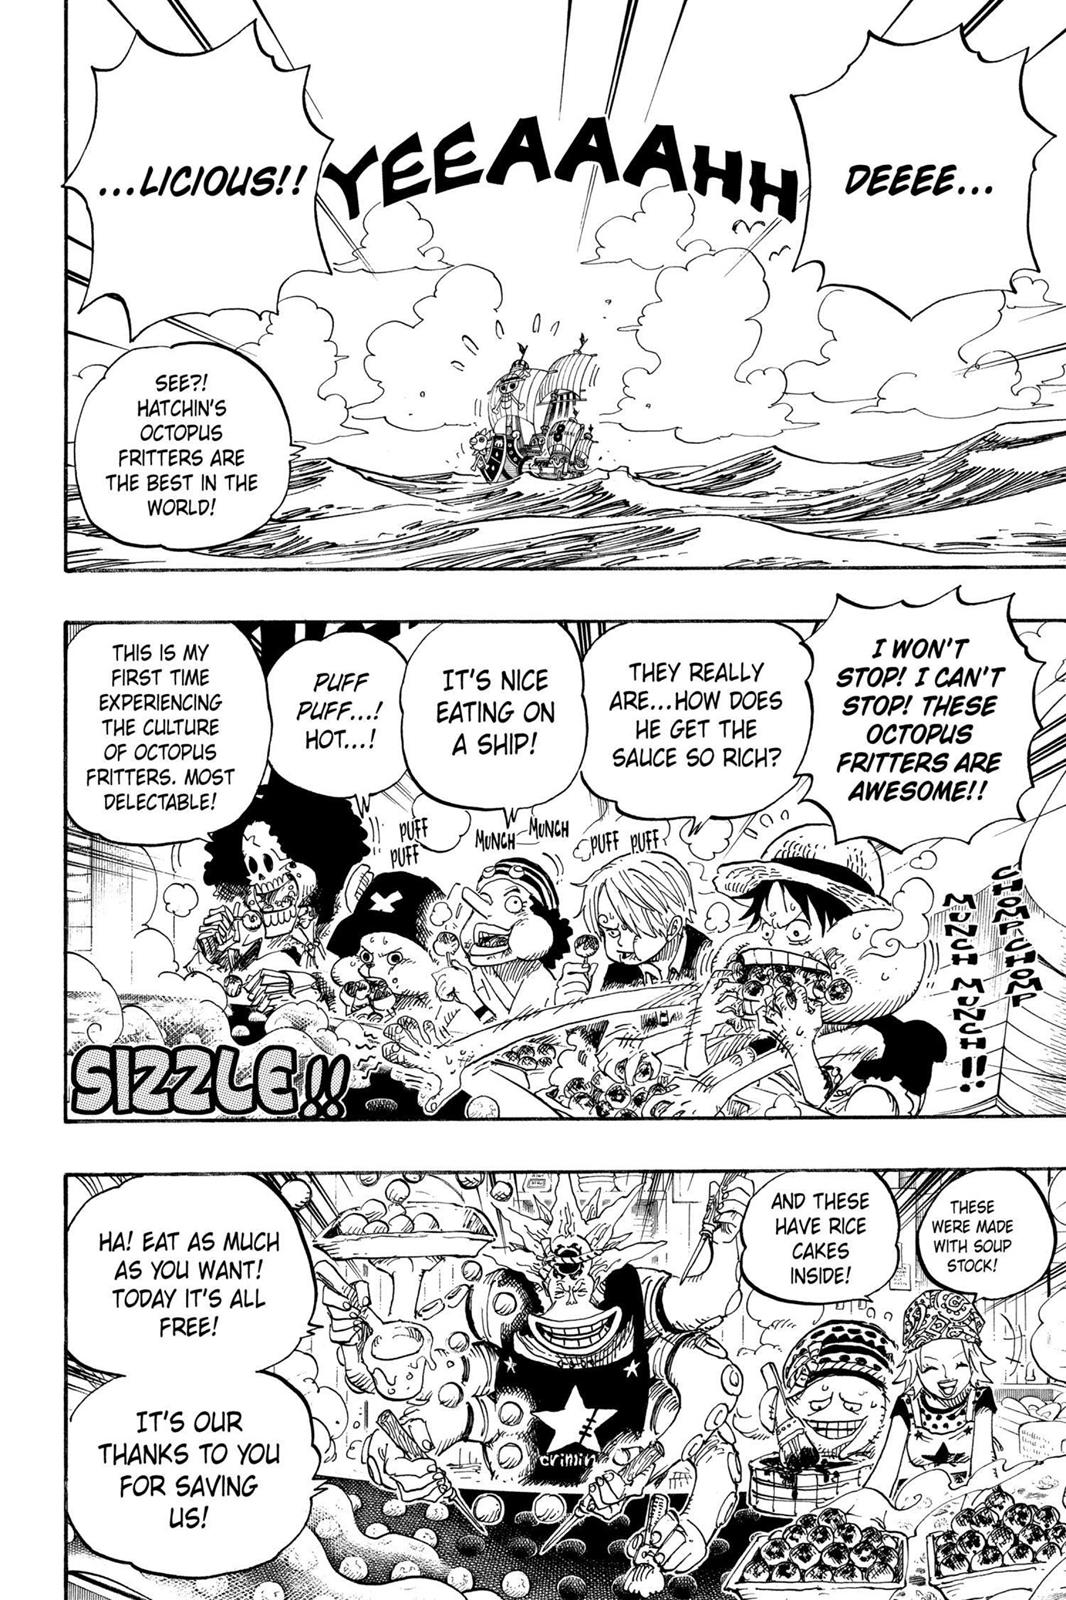 DEEEE...
YEEAAAHH
...LICIOUS!!
SEE?!
HATCHIN'S
OCTOPUS
FRITTERS ARE
THE BEST IN THE
WORLD!
I WON'T
STOP! I CAN'T
STOP! THESE
OCTOPUS
FRITTERS ARE
AWESOME!!
THEY REALLY
ARE...HOW DOES
HE GET THE
SAUCE SO RICH?
IT'S NICE
EATING ON
A SHIP!
PUFF
PUFF...!
HOT...!
THIS IS MY
FIRST TIME
EXPERIENCING
THE CULTURE
OF OCTOPUS
FRITTERS. MOST
DELECTABLE!
CHOMP CHOMP
MUNCH MUNCH!!
PUFF PUFF
MUNCH MUNCH
PUFF
PUFF
SIZZLE!!
THESE
WERE MADE
WITH SOUP
STOCK!
AND THESE
HAVE RICE
CAKES
INSIDE!
HA! EAT AS MUCH
AS YOU WANT!
TODAY IT'S ALL
FREE!
IT'S OUR
THANKS TO YOU
FOR SAVING
US!
crimin
8